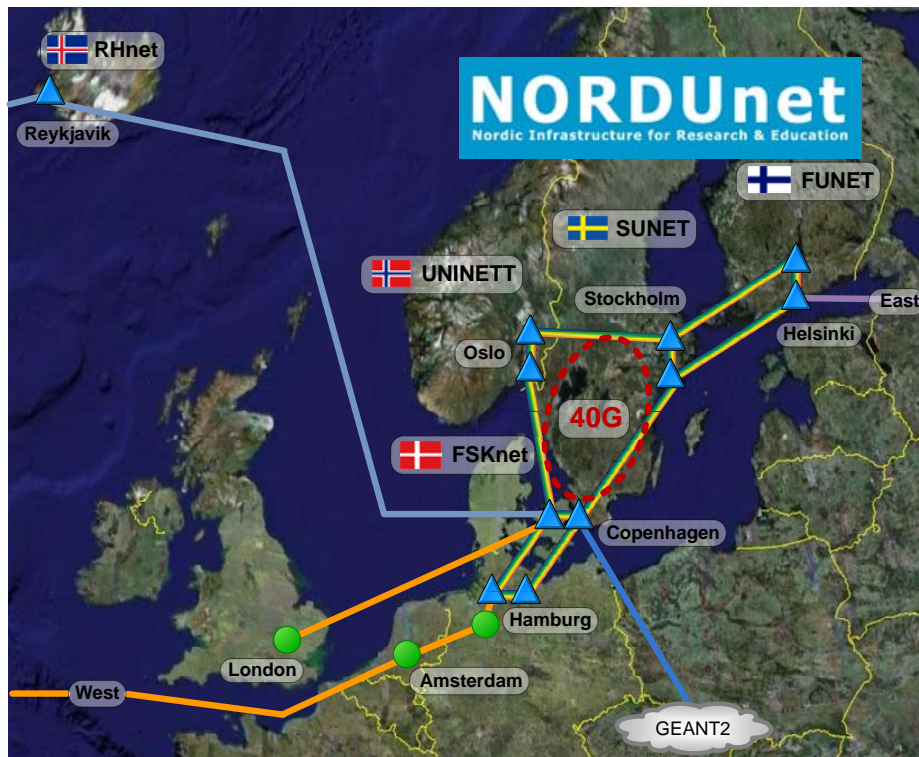 RHnet
Reykjavik
NORDUnet
Nordic Infrastructure for Research & Education
FUNET
SUNET
UNINETT
Stockholm
East
Helsinki
Oslo
40G
FSKnet
Copenhagen
Hamburg
London
Amsterdam
West
GEANT2